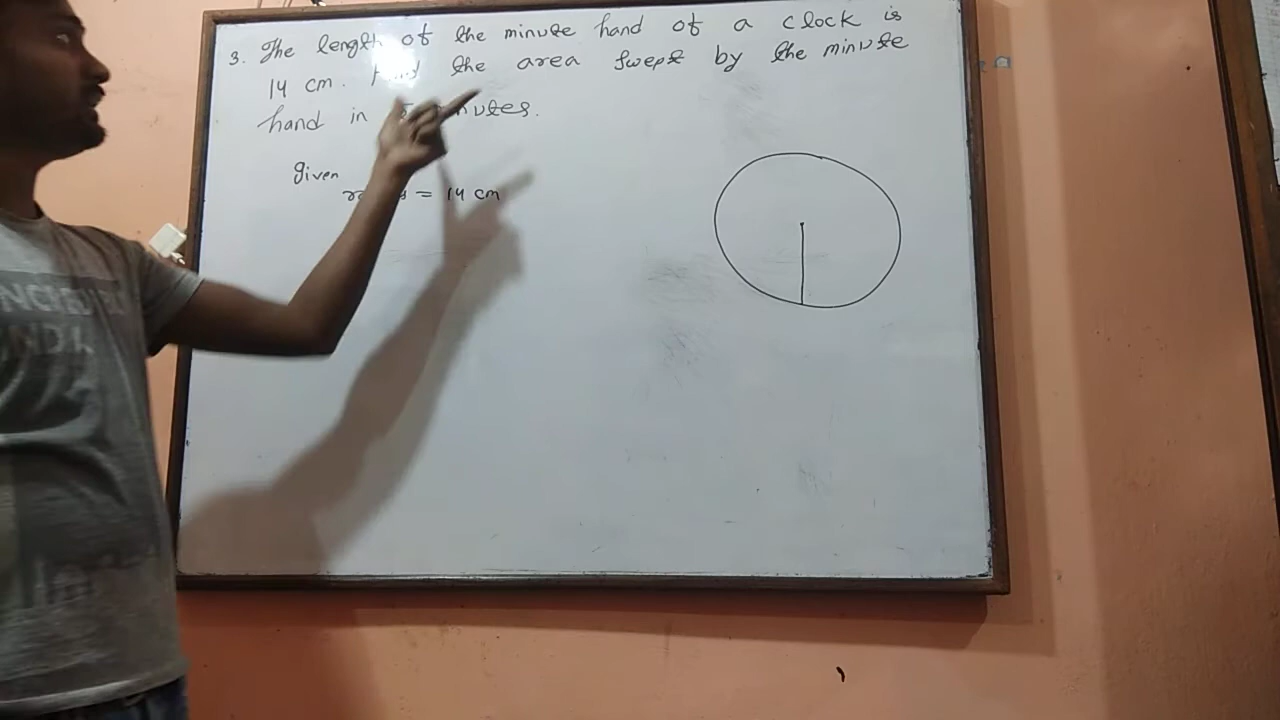 3. The length of the minute hand of a clock is
14 cm. the area swept by the minute
hand in
Given
= 14 cm